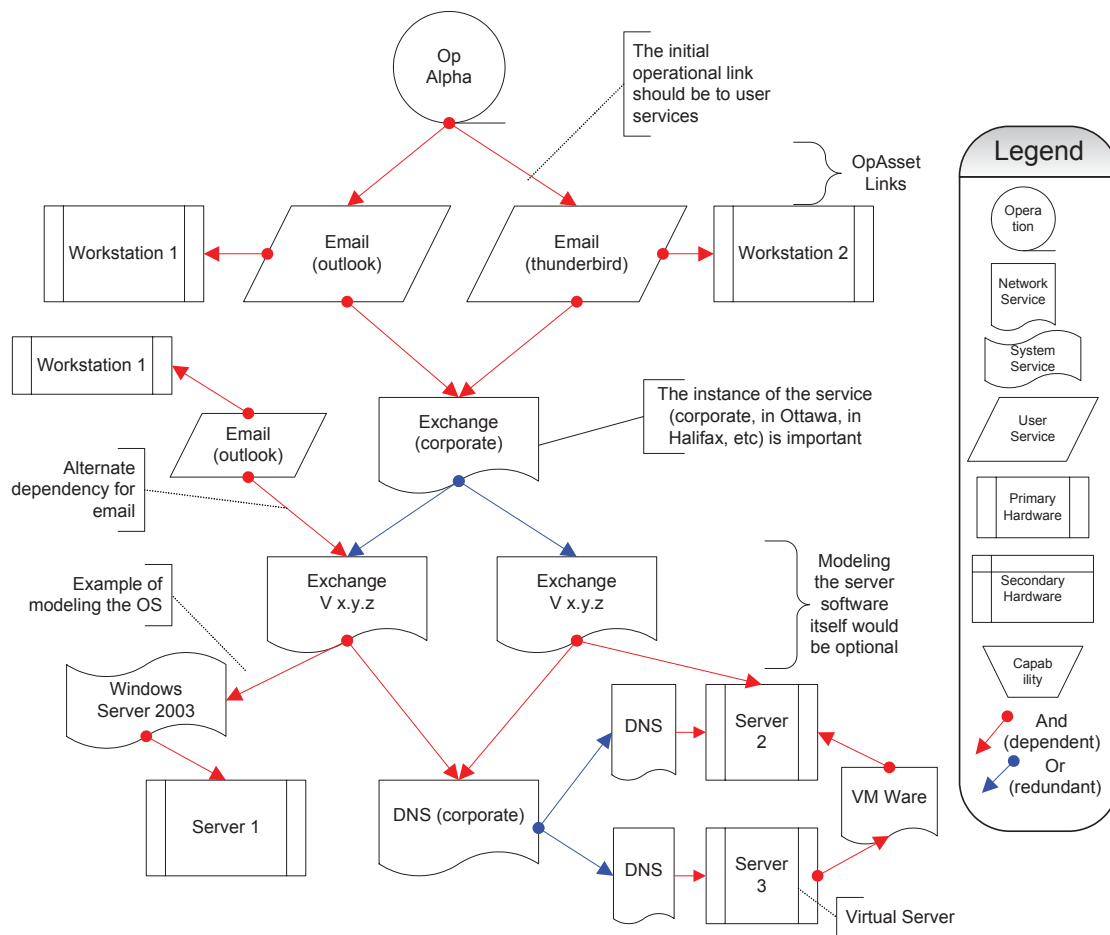 Op
Alpha
The initial
operational link
should be to user
services
OpAsset
Links
Workstation 1
Email
(outlook)
Email
(thunderbird)
Workstation 2
Workstation 1
Email
(outlook)
Exchange
(corporate)
The instance of the service
(corporate, in Ottawa, in
Halifax, etc) is important
Alternate
dependency for
email
Example of
modeling the OS
Exchange
V x.y.z
Exchange
V x.y.z
Modeling
the server
software
itself would
be optional
Windows
Server 2003
Server 1
DNS (corporate)
DNS
Server
2
VM Ware
DNS
Server
3
Virtual Server
Legend
Opera
tion
Network
Service
System
Service
User
Service
Primary
Hardware
Secondary
Hardware
Capab
ility
And
(dependent)
Or
(redundant)